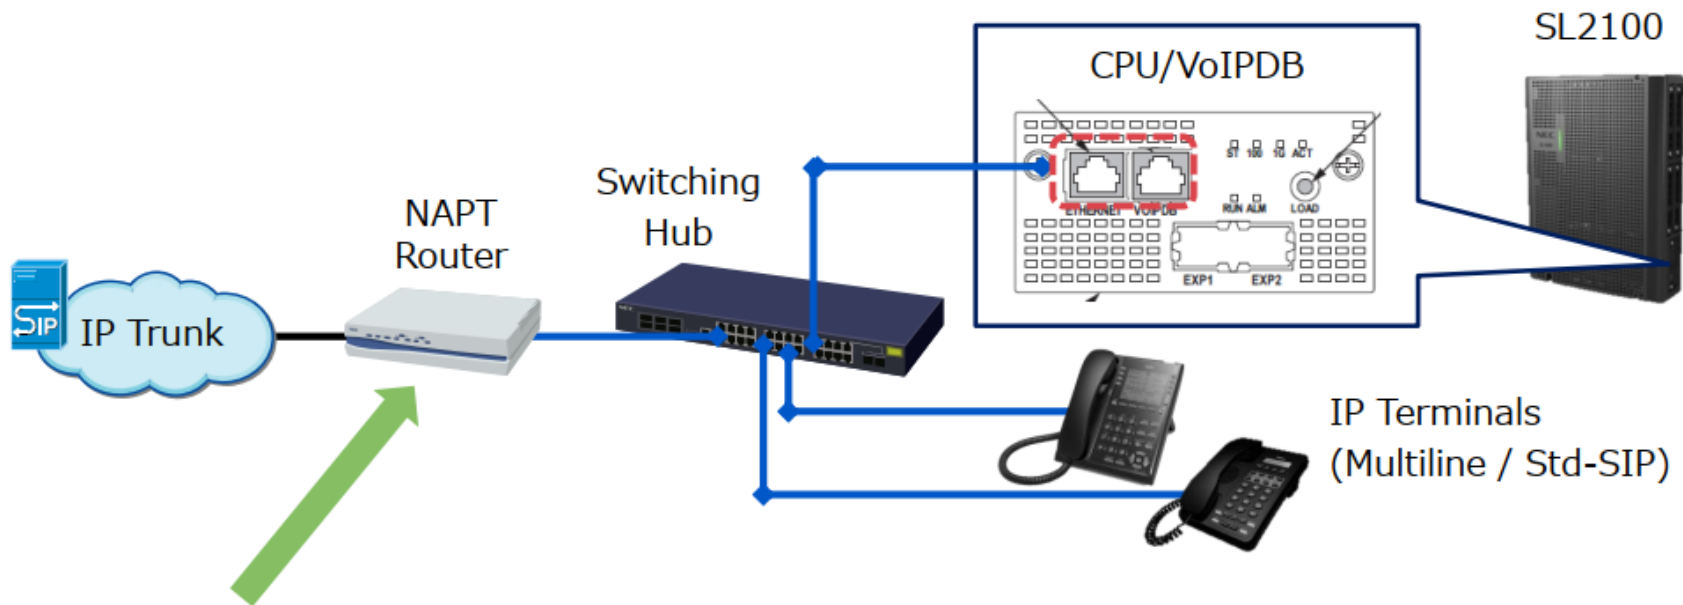 SL2100
CPU/VoIPDB
ST 100 1G ACT
ETHERNET VOIPDB
RUN ALM LOAD
EXP1 EXP2
Switching
Hub
NAPT
Router
SIP
IP Trunk
NEC
IP Terminals
(Multiline / Std-SIP)